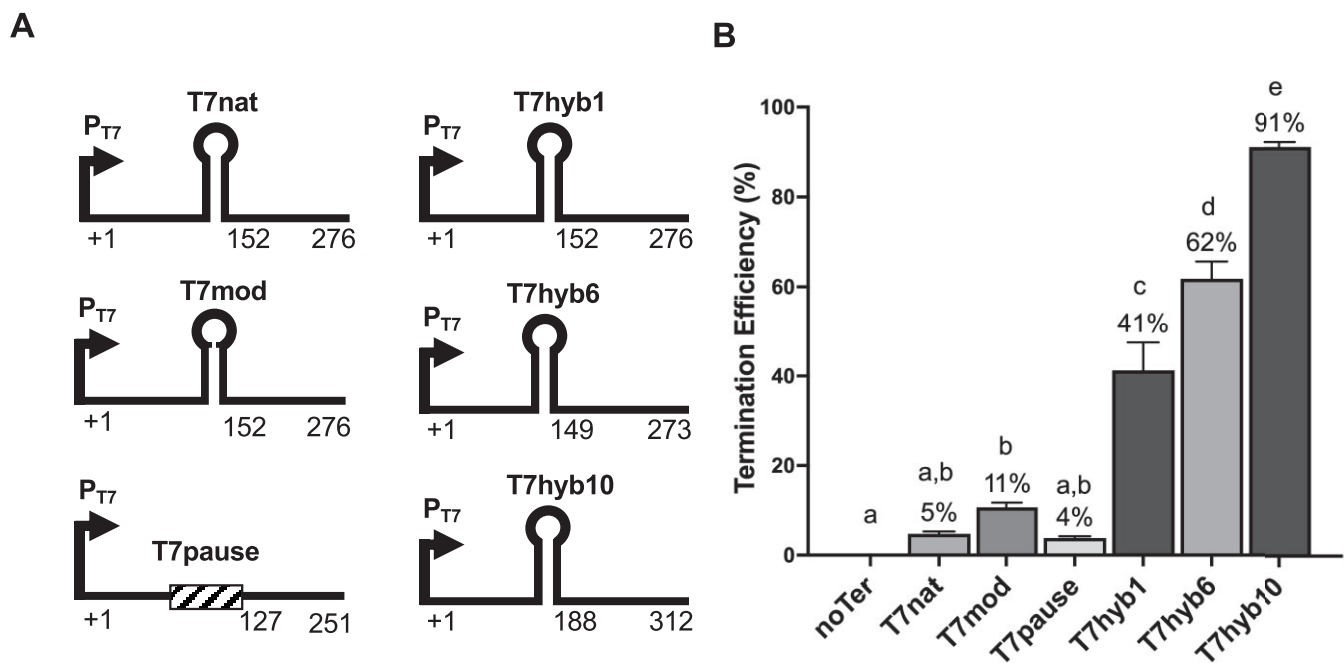 A
T7nat
PT7
+1
152
276
T7hyb1
PT7
+1
152
276
T7mod
PT7
+1
152
276
T7hyb6
PT7
+1
149
273
PT7
T7pause
+1
127
251
T7hyb10
PT7
+1
188
312
B
Termination Efficiency (%)
100
80
60
40
20
0
a
a,b
5%
b
11%
a,b
4%
c
41%
d
62%
e
91%
noTer
T7nat
T7mod
T7pause
T7hyb1
T7hyb6
T7hyb10